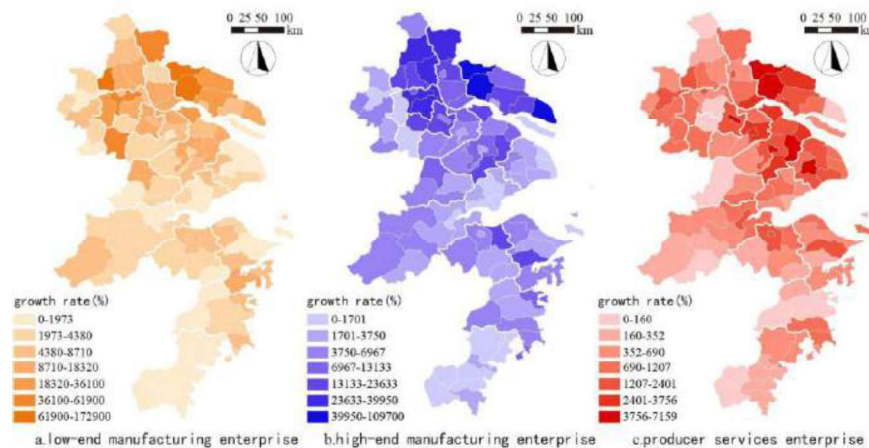 0 25 50 100
km
0 25 50 100
km
0 25 50 100
km
growth rate(%)
0-1973
1973-4380
4380-8710
8710-18320
18320-36100
36100-61900
61900-172900
a.low-end manufacturing enterprise
growth rate(%)
0-1701
1701-3750
3750-6967
6967-13133
13133-23633
23633-39950
39950-109700
b.high-end manufacturing enterprise
growth rate(%)
0-160
160-352
352-690
690-1207
1207-2401
2401-3756
3756-7159
c.producer services enterprise